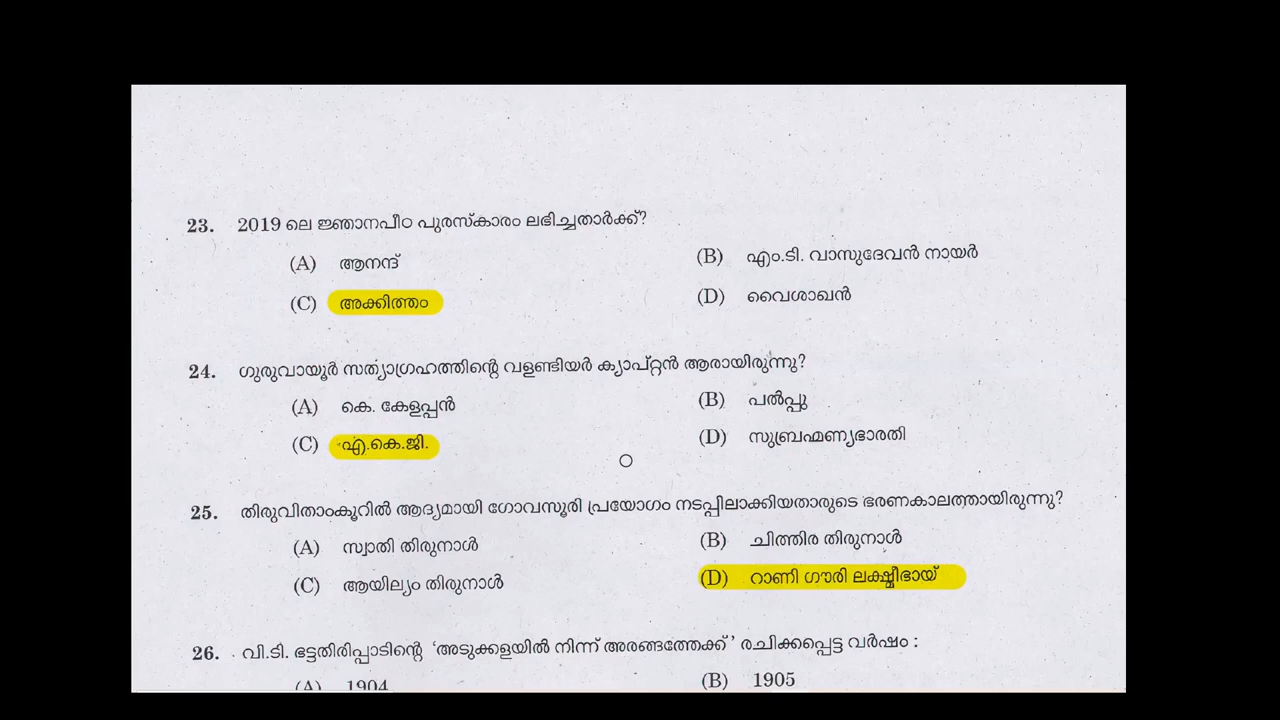 23. 2019 ലെ ജ്ഞാനപീഠ പുരസ്കാരം ലഭിച്ചതാർക്ക്?
(A) ആനന്ദ് (B) എം.ടി. വാസുദേവൻ നായർ
(C) അക്കിത്തം (D) വൈശാഖൻ
24. ഗുരുവായൂർ സത്യാഗ്രഹത്തിന്റെ വളണ്ടിയർ ക്യാപ്റ്റൻ ആരായിരുന്നു?
(A) കെ. കേളപ്പൻ (B) പൽപ്പു
(C) എ.കെ.ജി. (D) സുബ്രഹ്മണ്യഭാരതി
25. തിരുവിതാംകൂറിൽ ആദ്യമായി ഗോവസൂരി പ്രയോഗം നടപ്പിലാക്കിയതാരുടെ ഭരണകാലത്തായിരുന്നു?
(A) സ്വാതി തിരുനാൾ (B) ചിത്തിര തിരുനാൾ
(C) ആയില്യം തിരുനാൾ (D) റാണി ഗൗരി ലക്ഷ്മീഭായ്
26. വി.ടി. ഭട്ടതിരിപ്പാടിന്റെ ‘അടുക്കളയിൽ നിന്ന് അരങ്ങത്തേക്ക്’ രചിക്കപ്പെട്ട വർഷം :
(A) 1904 (B) 1905